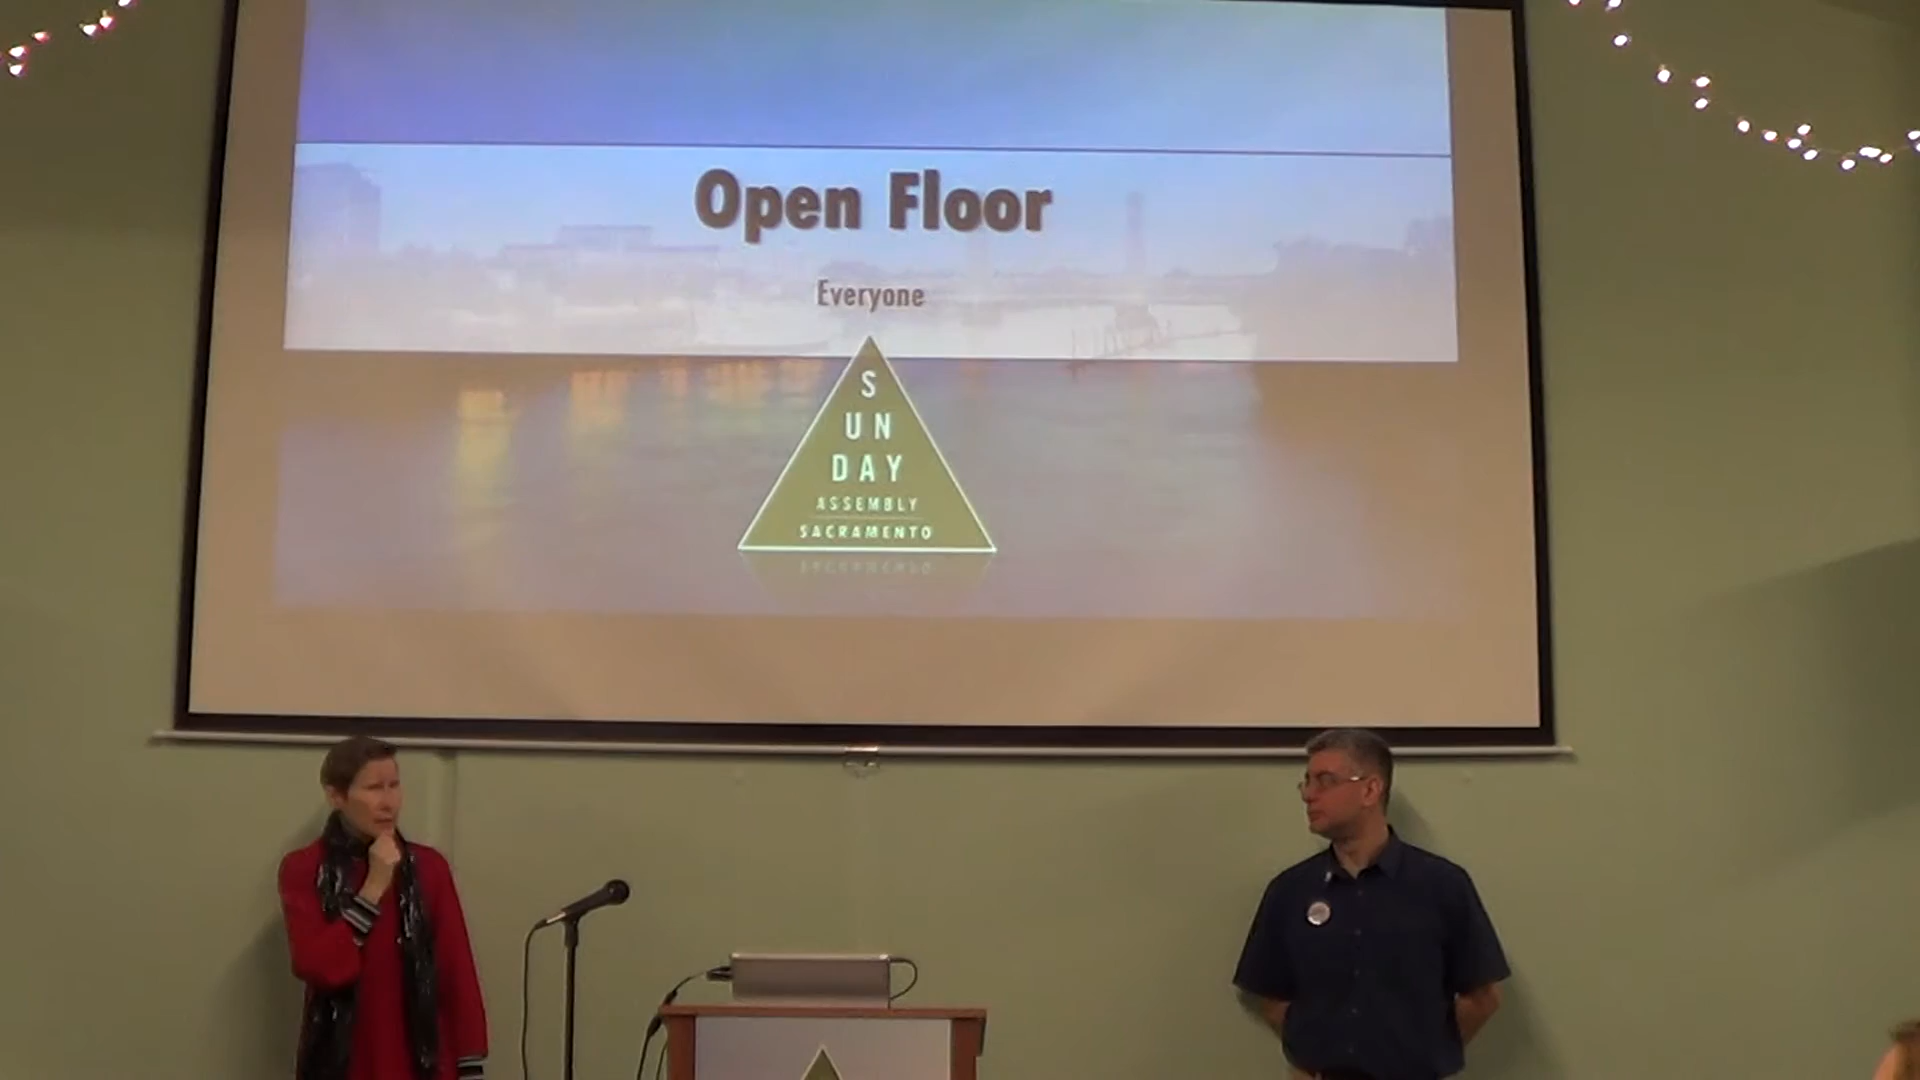 Open Floor
Everyone
S
UN
DAY
ASSEMBLY
SACRAMENTO